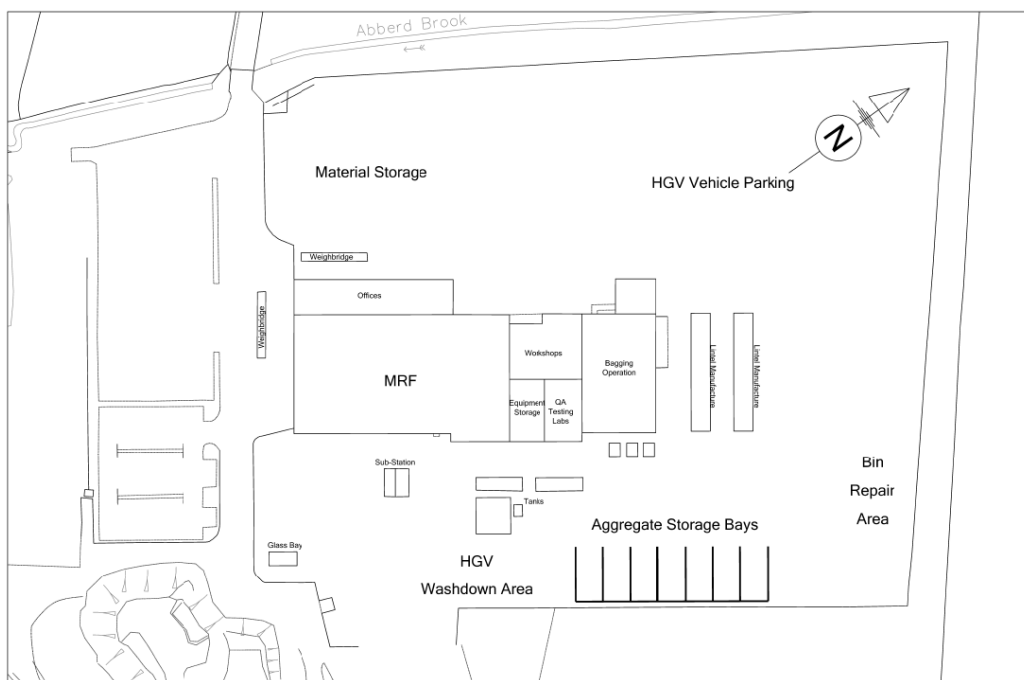 Abberd Brook
N
Material Storage
HGV Vehicle Parking
Weighbridge
Offices
Weighbridge
MRF
Workshops
Bagging
Operation
Lintel Manufacture
Lintel Manufacture
Equipment
Storage
QA
Testing
Labs
Sub-Station
Tanks
Bin
Repair
Area
Aggregate Storage Bays
Glass Bay
HGV
Washdown Area